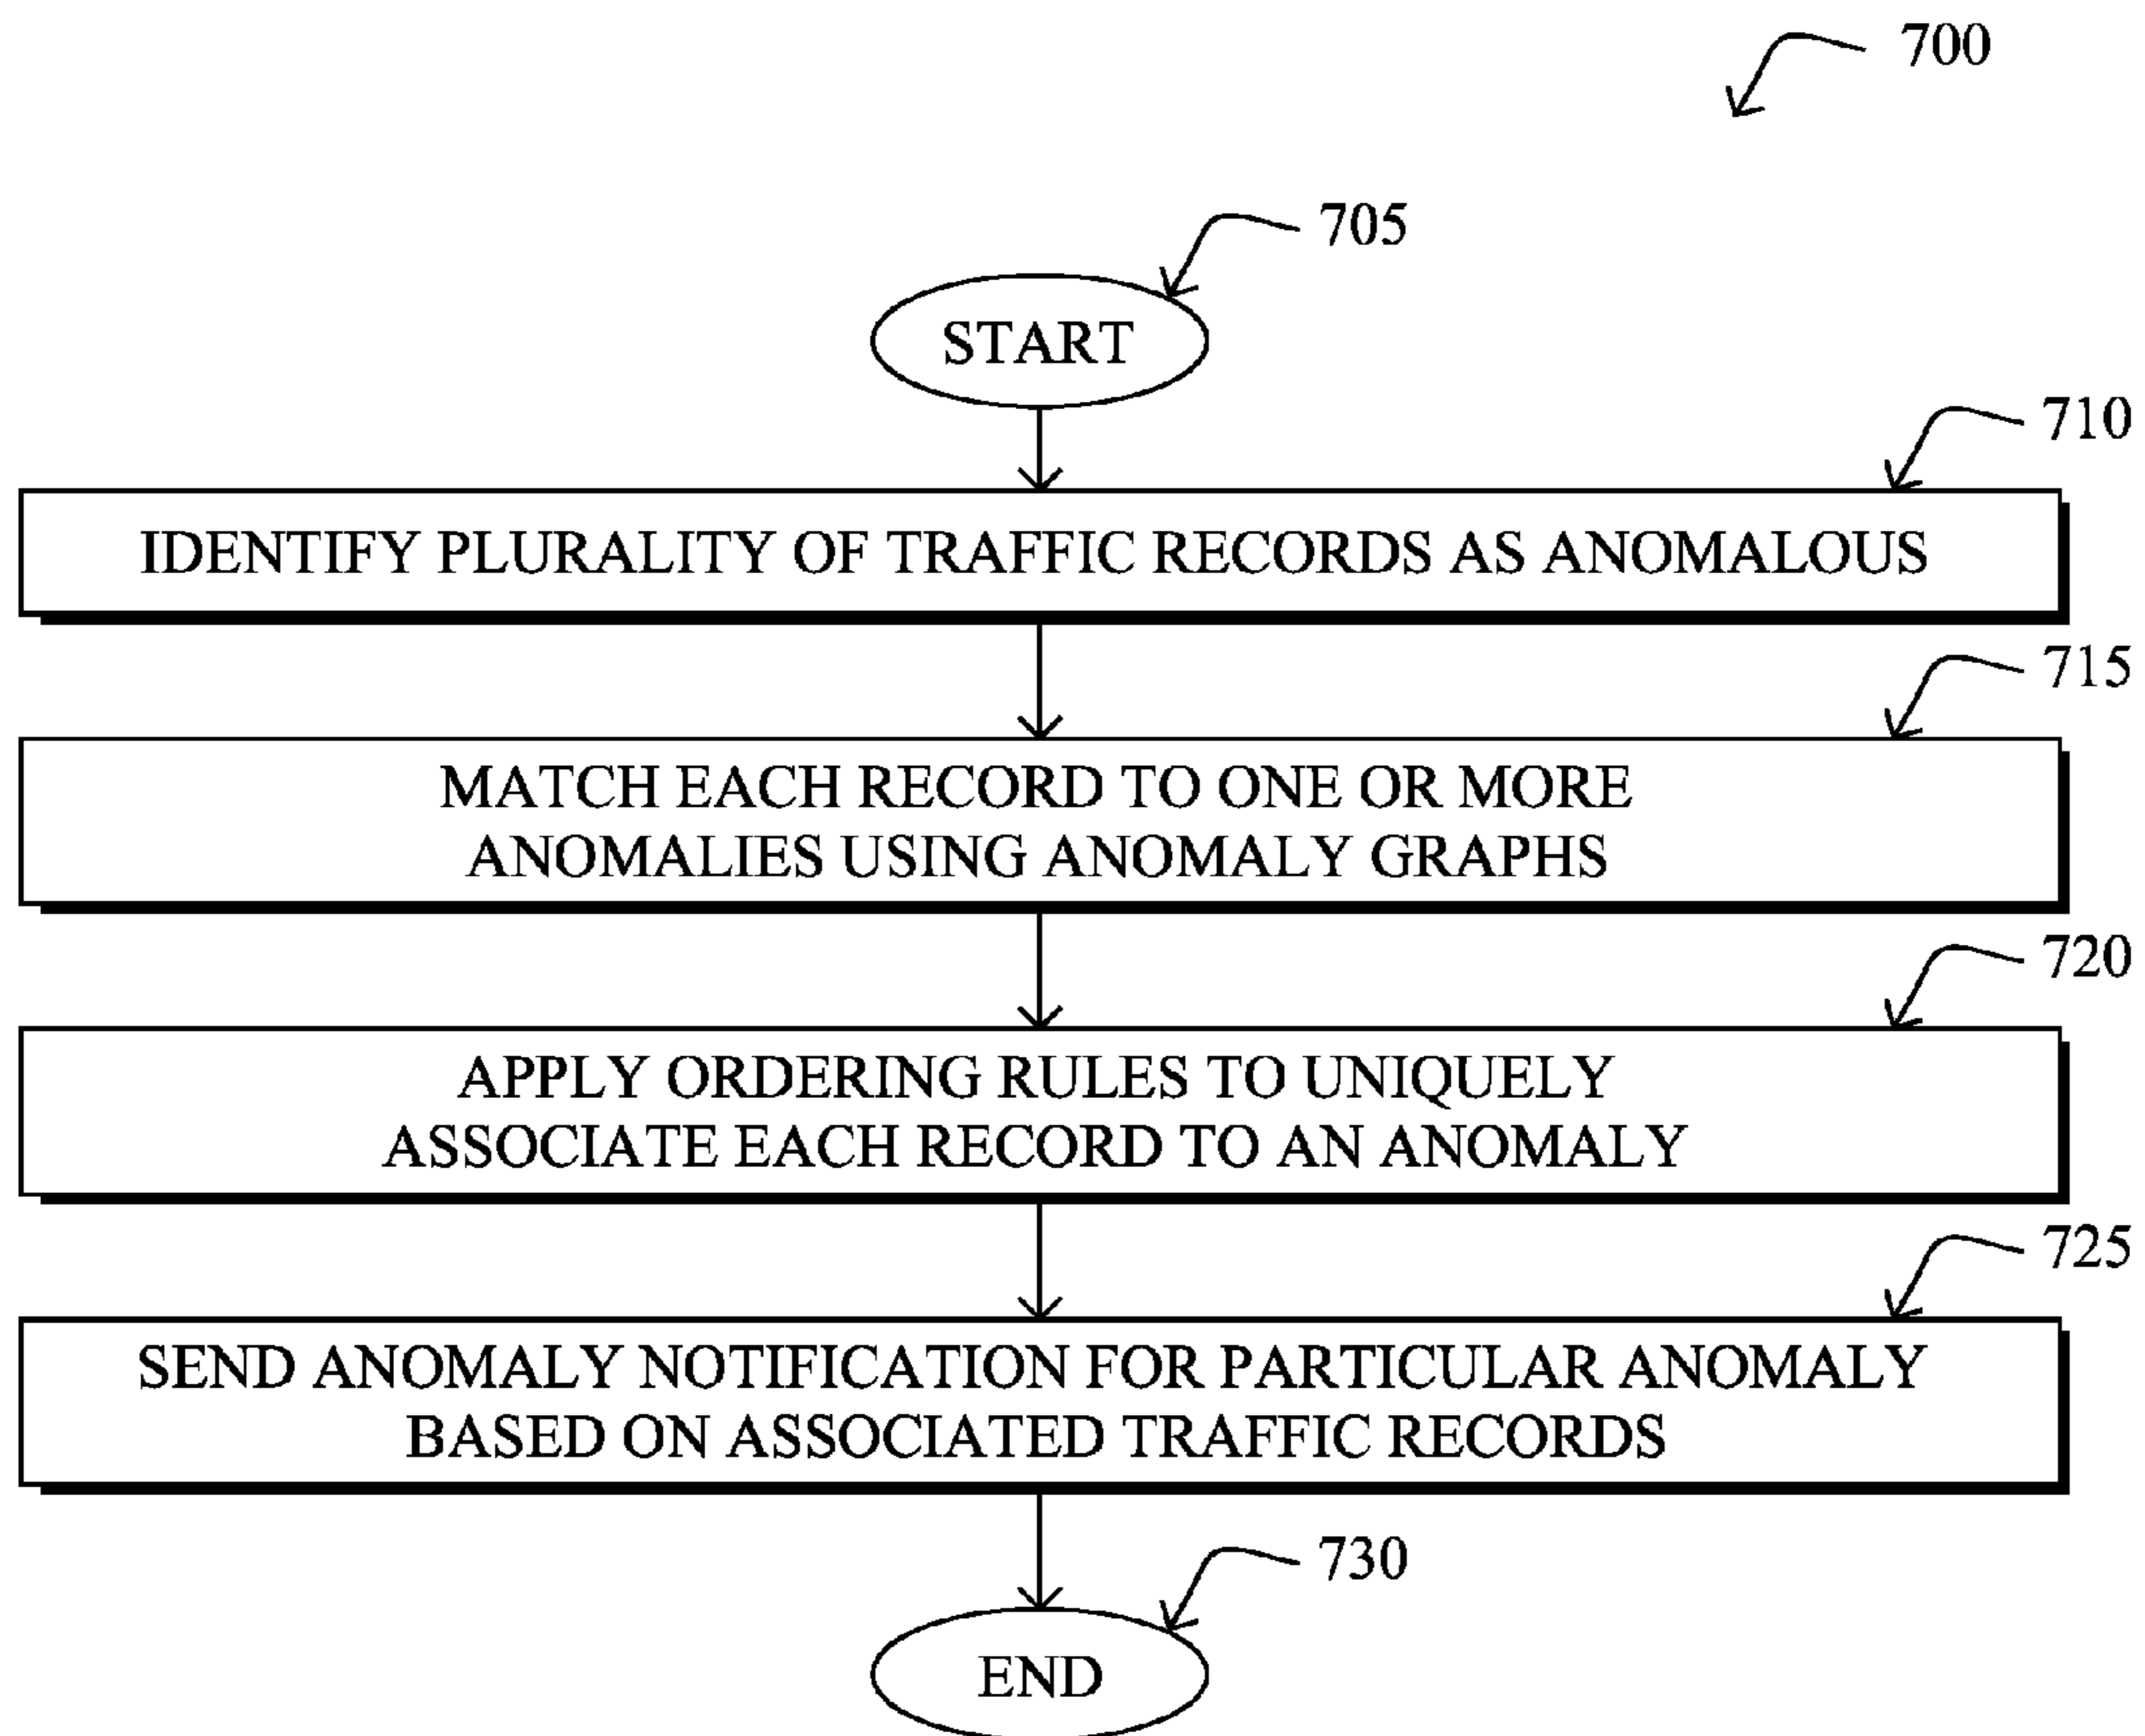 700
705
START
710
IDENTIFY PLURALITY OF TRAFFIC RECORDS AS ANOMALOUS
715
MATCH EACH RECORD TO ONE OR MORE
ANOMALIES USING ANOMALY GRAPHS
720
APPLY ORDERING RULES TO UNIQUELY
ASSOCIATE EACH RECORD TO AN ANOMALY
725
SEND ANOMALY NOTIFICATION FOR PARTICULAR ANOMALY
BASED ON ASSOCIATED TRAFFIC RECORDS
730
END